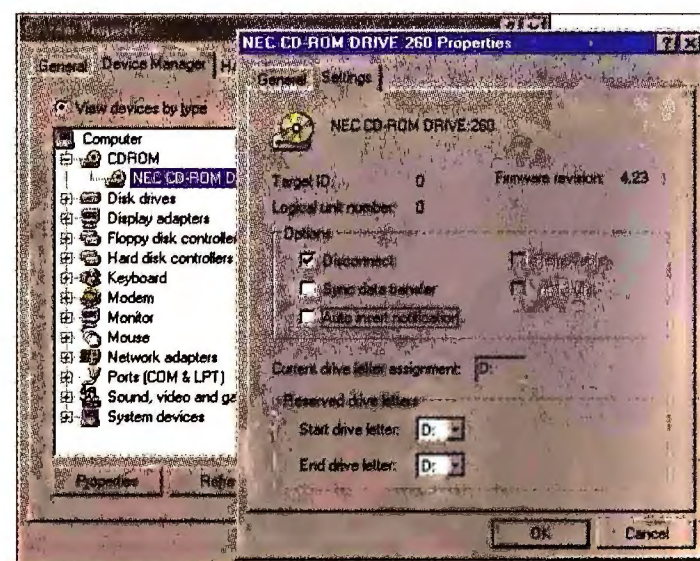 General Device Manager
View devices by type
Computer
CDROM
NEC CD-ROM D
Disk drives
Display adapters
Floppy disk controller
Hard disk controllers
Keyboard
Modem
Monitor
Mouse
Network adapters
Ports (COM & LPT)
Sound, video and ga
System devices
Properties Refre
NEC CD-ROM DRIVE:260 Properties
General Settings
NEC CD-ROM DRIVE:260
Target ID: 0 Firmware revision: 4.23
Logical unit number: 0
Options
Disconnect
Sync data transfer
Auto insert notification
Current drive letter assignment: D:
Reserved drive letters
Start drive letter: D:
End drive letter: D:
OK Cancel